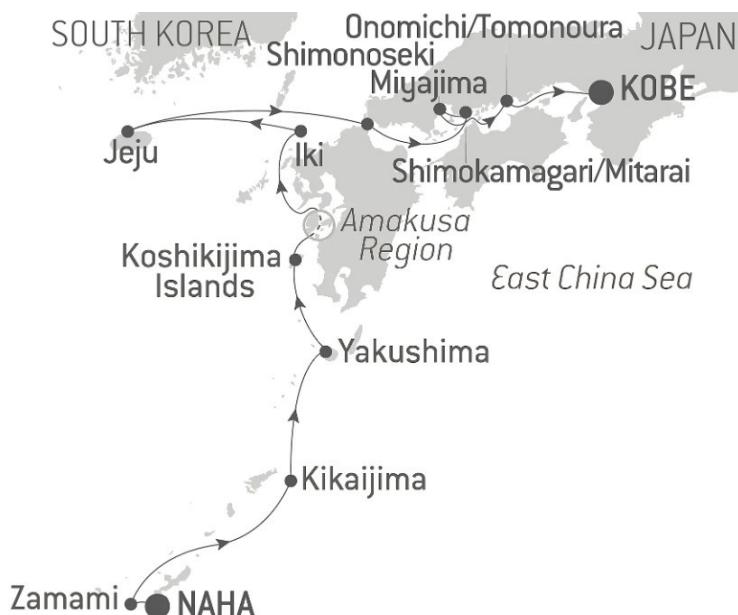 SOUTH KOREA
Onomichi/Tomonoura
JAPAN
Shimonoseki
Miyajima
KOBE
Jeju
Iki
Shimokamagari/Mitarai
Amakusa
Region
Koshikijima
Islands
East China Sea
Yakushima
Kikaijima
Zamami
NAHA